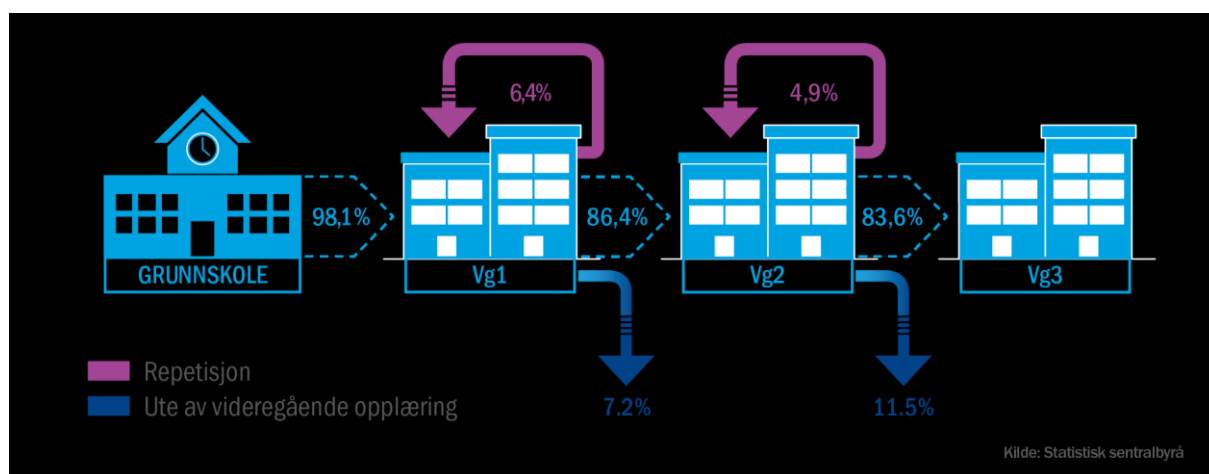 6,4%
4,9%
98,1%
86,4%
83,6%
GRUNNSKOLE
Vg1
Vg2
Vg3
Repetisjon
Ute av videregående opplæring
7.2%
11.5%
Kilde: Statistisk sentralbyrå